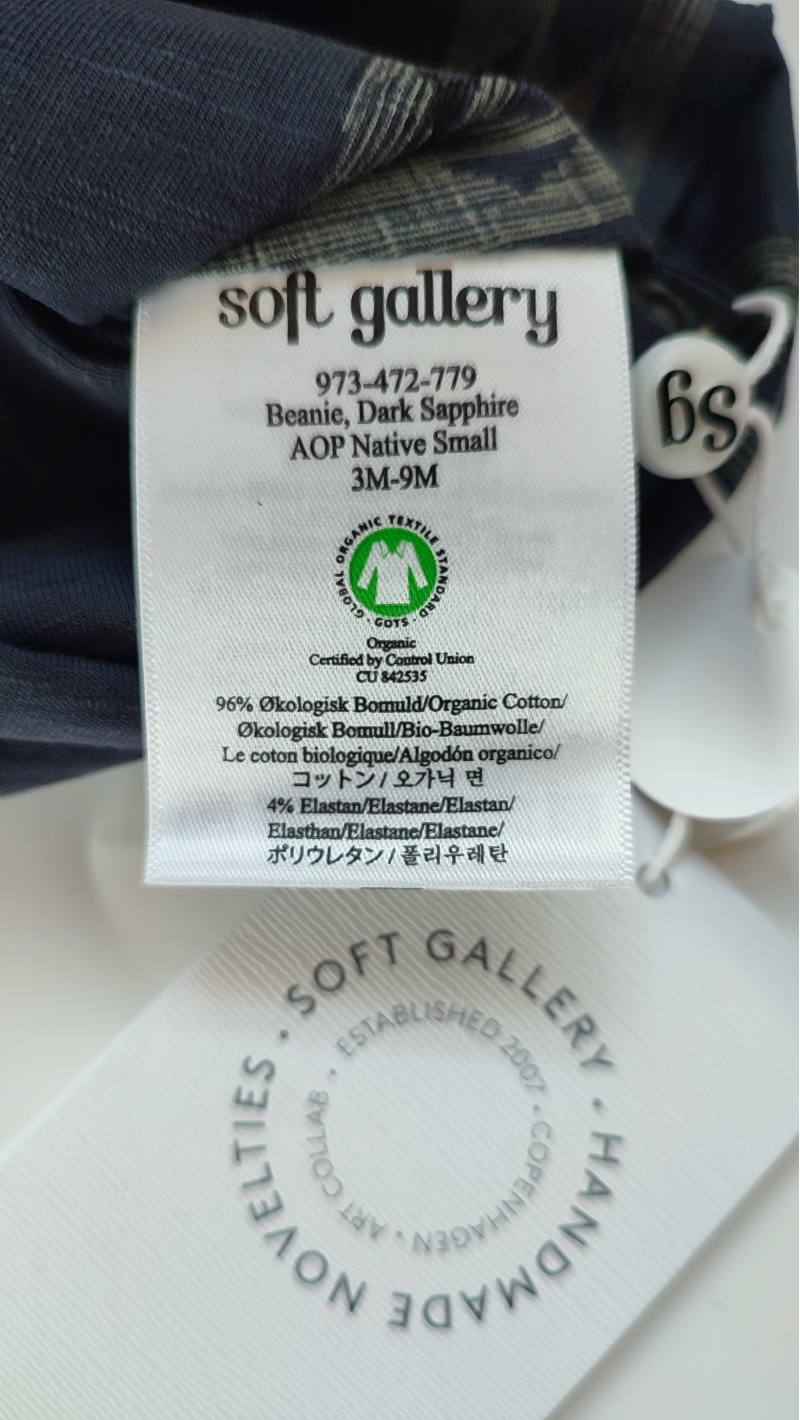 soft gallery
973-472-779
Beanie, Dark Sapphire
AOP Native Small
3M-9M
sg
GLOBAL ORGANIC TEXTILE STANDARD · GOTS ·
Organic
Certified by Control Union
CU 842535
96% Økologisk Bomuld/Organic Cotton/
Økologisk Bomull/Bio-Baumwolle/
Le coton biologique/Algodón organico/
コットン/오가닉 면
4% Elastan/Elastane/Elastan/
Elasthan/Elastane/Elastane/
ポリウレタン/폴리우레탄
· SOFT GALLERY · HANDMADE NOVELTIES
· ESTABLISHED 2007 · COPENHAGEN · ART COLLAB